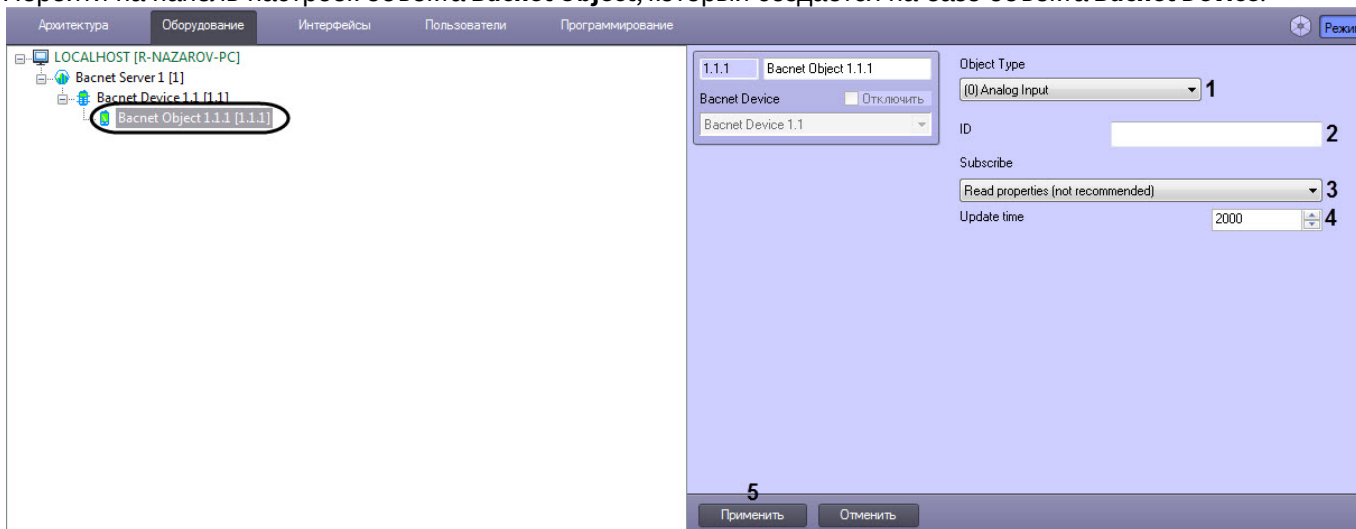 Перейти на панель настроек объекта Bacnet Object, который создается на базе объекта Bacnet Device.
Архитектура Оборудование Интерфейсы Пользователи Программирование Режи
LOCALHOST [R-NAZAROV-PC]
Bacnet Server 1 [1]
Bacnet Device 1.1 [1.1]
Bacnet Object 1.1.1 [1.1.1]
1.1.1 Bacnet Object 1.1.1
Bacnet Device Отключить
Bacnet Device 1.1
Object Type
(0) Analog Input 1
ID 2
Subscribe
Read properties (not recommended) 3
Update time 2000 4
5
Применить Отменить